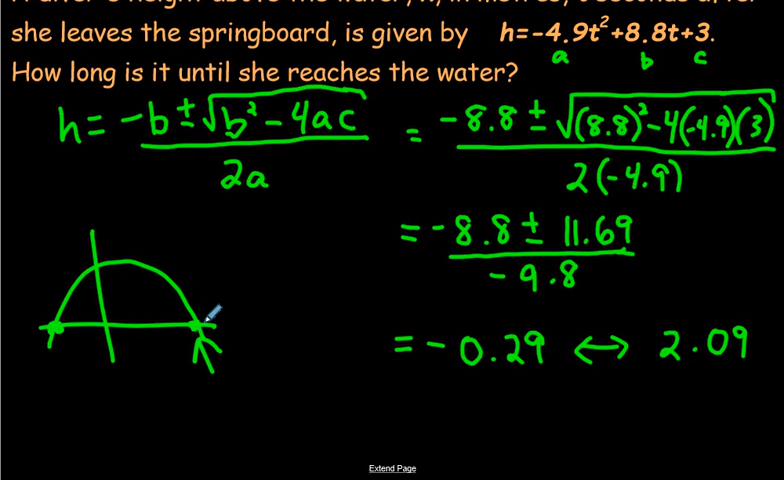 she leaves the springboard, is given by h=-4.9t²+8.8t+3.
a b c
How long is it until she reaches the water?
h= -b±√b²-4ac / 2a = -8.8±√(8.8)²-4(-4.9)(3) / 2(-4.9)
= -8.8±11.69 / -9.8
= -0.29 ↔ 2.09
Extend Page